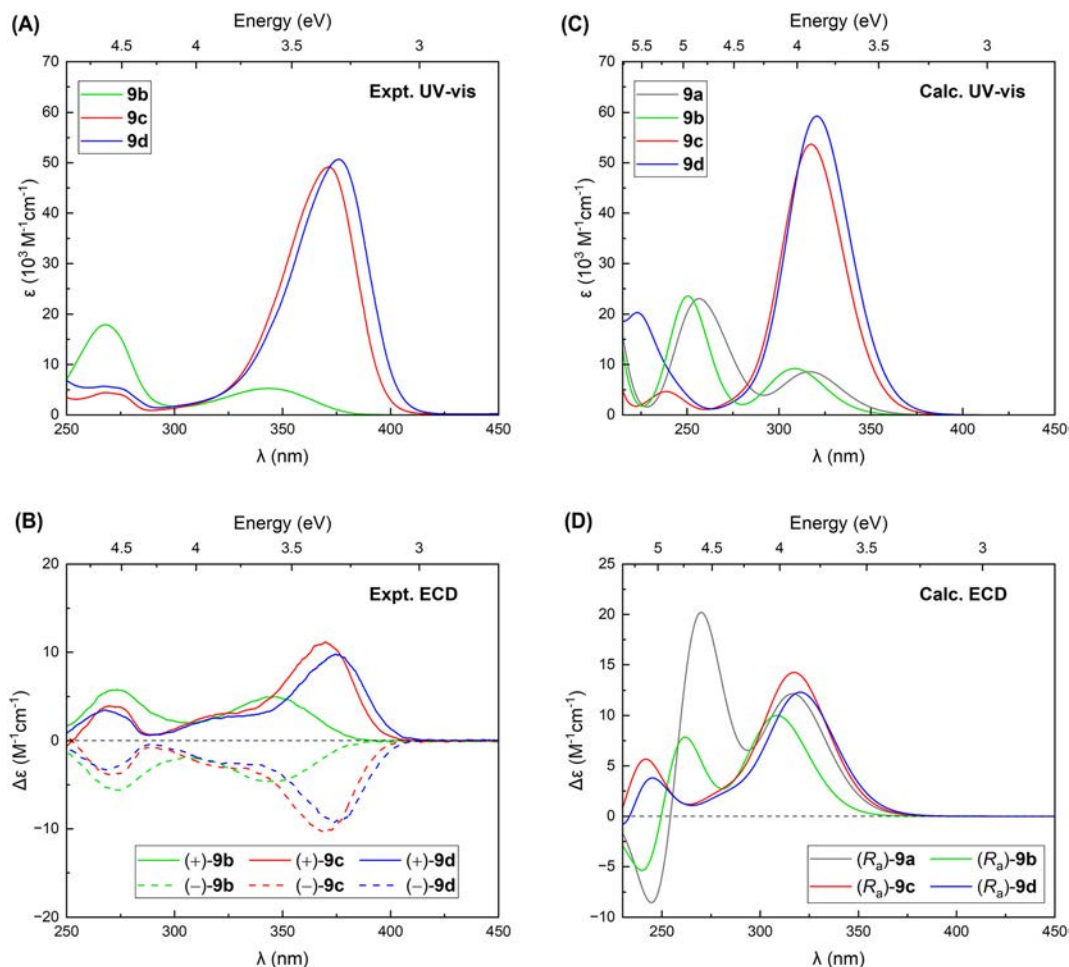 (A)
Energy (eV)
4.5 4 3.5 3
70
60
50
40
30
20
10
0
ε (10³ M⁻¹cm⁻¹)
9b
9c
9d
Expt. UV-vis
250 300 350 400 450
λ (nm)
(C)
Energy (eV)
5.5 5 4.5 4 3.5 3
70
60
50
40
30
20
10
0
ε (10³ M⁻¹cm⁻¹)
9a
9b
9c
9d
Calc. UV-vis
250 300 350 400 450
λ (nm)
(B)
Energy (eV)
4.5 4 3.5 3
20
10
0
−10
−20
Δε (M⁻¹cm⁻¹)
Expt. ECD
(+)-9b (+)-9c (+)-9d
(−)-9b (−)-9c (−)-9d
250 300 350 400 450
λ (nm)
(D)
Energy (eV)
5 4.5 4 3.5 3
25
20
15
10
5
0
−5
−10
Δε (M⁻¹cm⁻¹)
Calc. ECD
(Rₐ)-9a (Rₐ)-9b
(Rₐ)-9c (Rₐ)-9d
250 300 350 400 450
λ (nm)